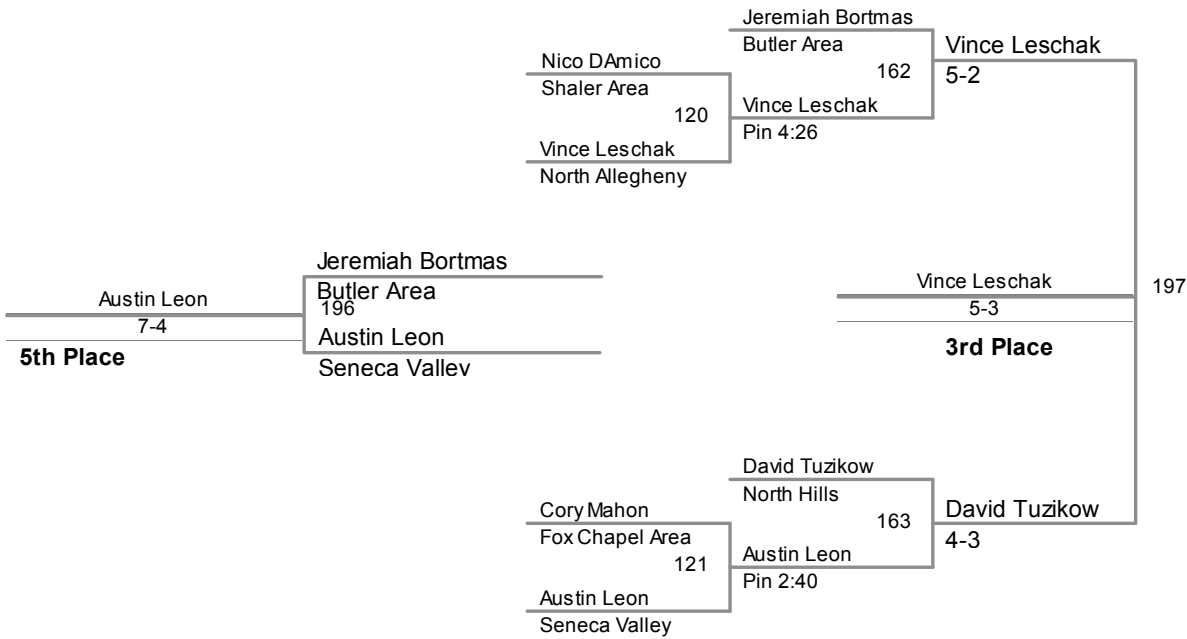 Jeremiah Bortmas
Butler Area
162
Vince Leschak
5-2
Nico DAmico
Shaler Area
120
Vince Leschak
Pin 4:26
Vince Leschak
North Allegheny
Jeremiah Bortmas
Butler Area
196
Austin Leon
7-4
5th Place
Austin Leon
Seneca Valley
Vince Leschak
5-3
3rd Place
197
David Tuzikow
North Hills
163
David Tuzikow
4-3
Cory Mahon
Fox Chapel Area
121
Austin Leon
Pin 2:40
Austin Leon
Seneca Valley